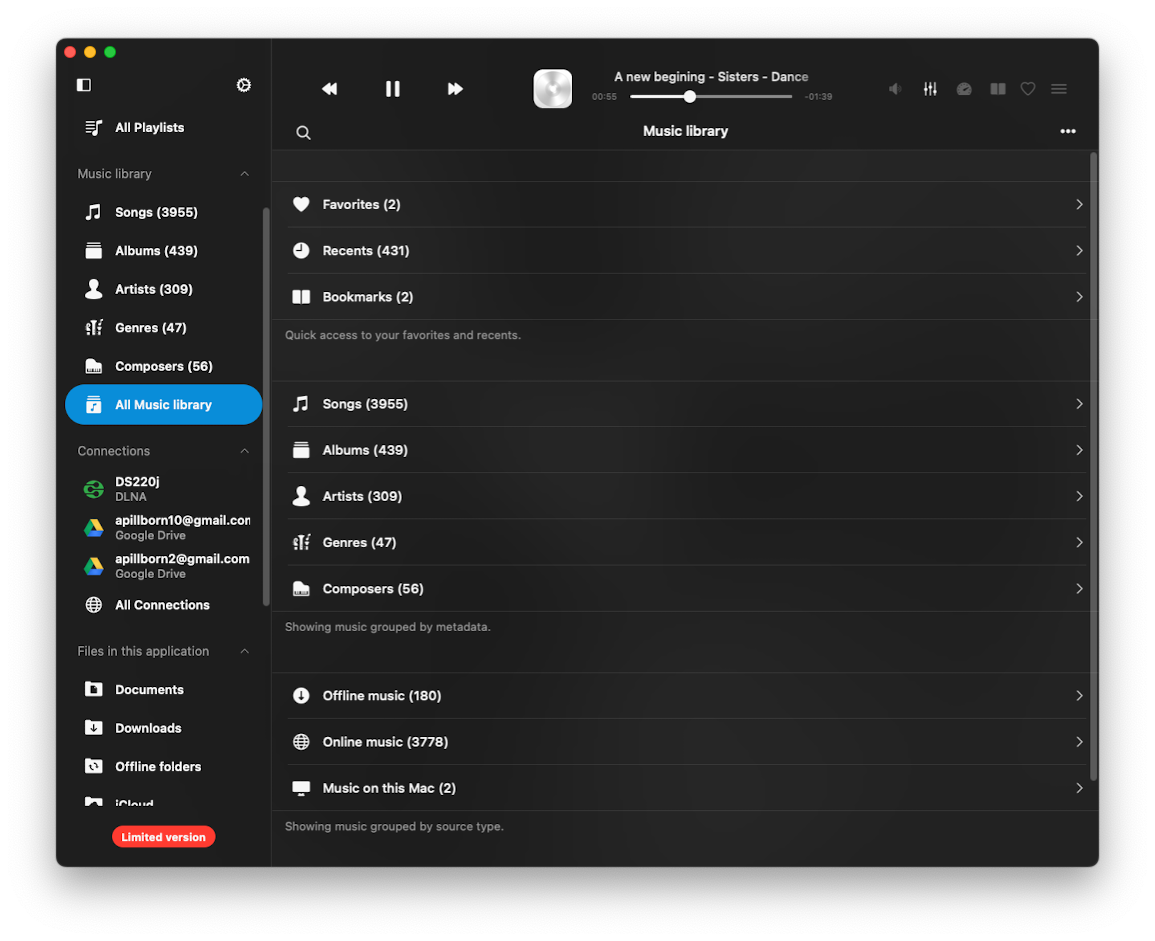 A new begining - Sisters - Dance
00:55
-01:39
Music library
All Playlists
Music library
Songs (3955)
Albums (439)
Artists (309)
Genres (47)
Composers (56)
All Music library
Connections
DS220j
DLNA
apillborn10@gmail.con
Google Drive
apillborn2@gmail.com
Google Drive
All Connections
Files in this application
Documents
Downloads
Offline folders
iCloud
Limited version
Favorites (2)
Recents (431)
Bookmarks (2)
Quick access to your favorites and recents.
Songs (3955)
Albums (439)
Artists (309)
Genres (47)
Composers (56)
Showing music grouped by metadata.
Offline music (180)
Online music (3778)
Music on this Mac (2)
Showing music grouped by source type.